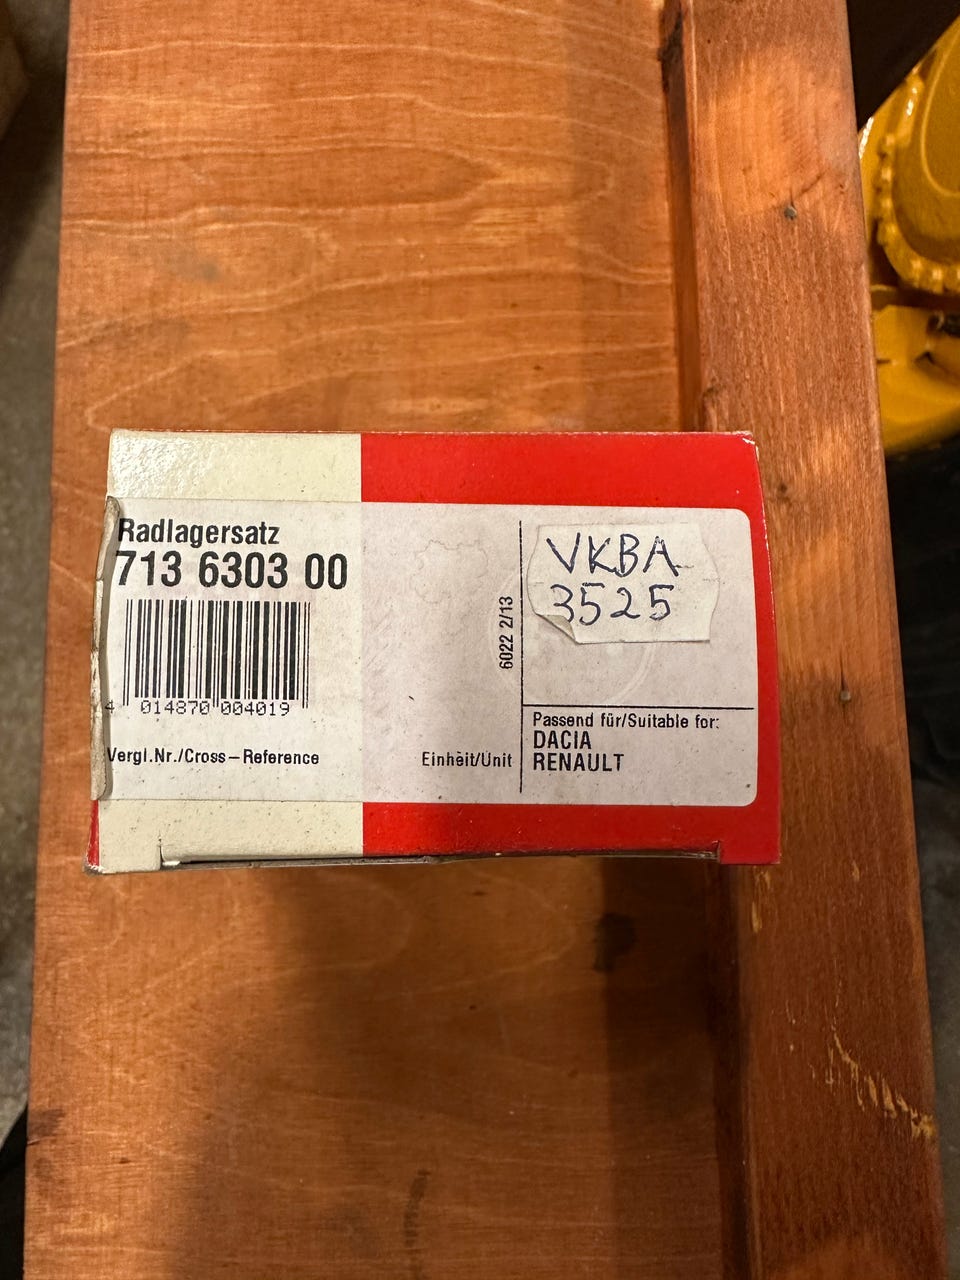 Radlagersatz
713 6303 00
4 014870 004019
Vergl.Nr./Cross–Reference
Einheit/Unit
6022 2/13
VKBA
3525
Passend für/Suitable for:
DACIA
RENAULT